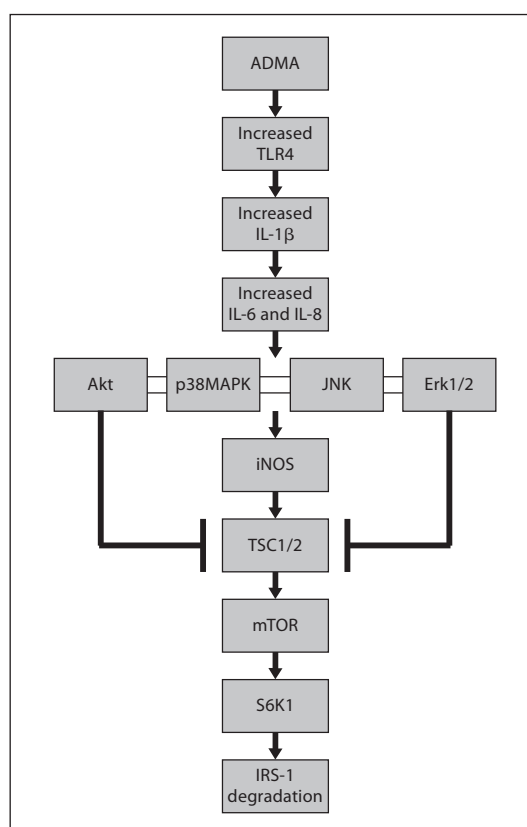 ADMA
Increased
TLR4
Increased
IL-1β
Increased
IL-6 and IL-8
Akt
p38MAPK
JNK
Erk1/2
iNOS
TSC1/2
mTOR
S6K1
IRS-1
degradation